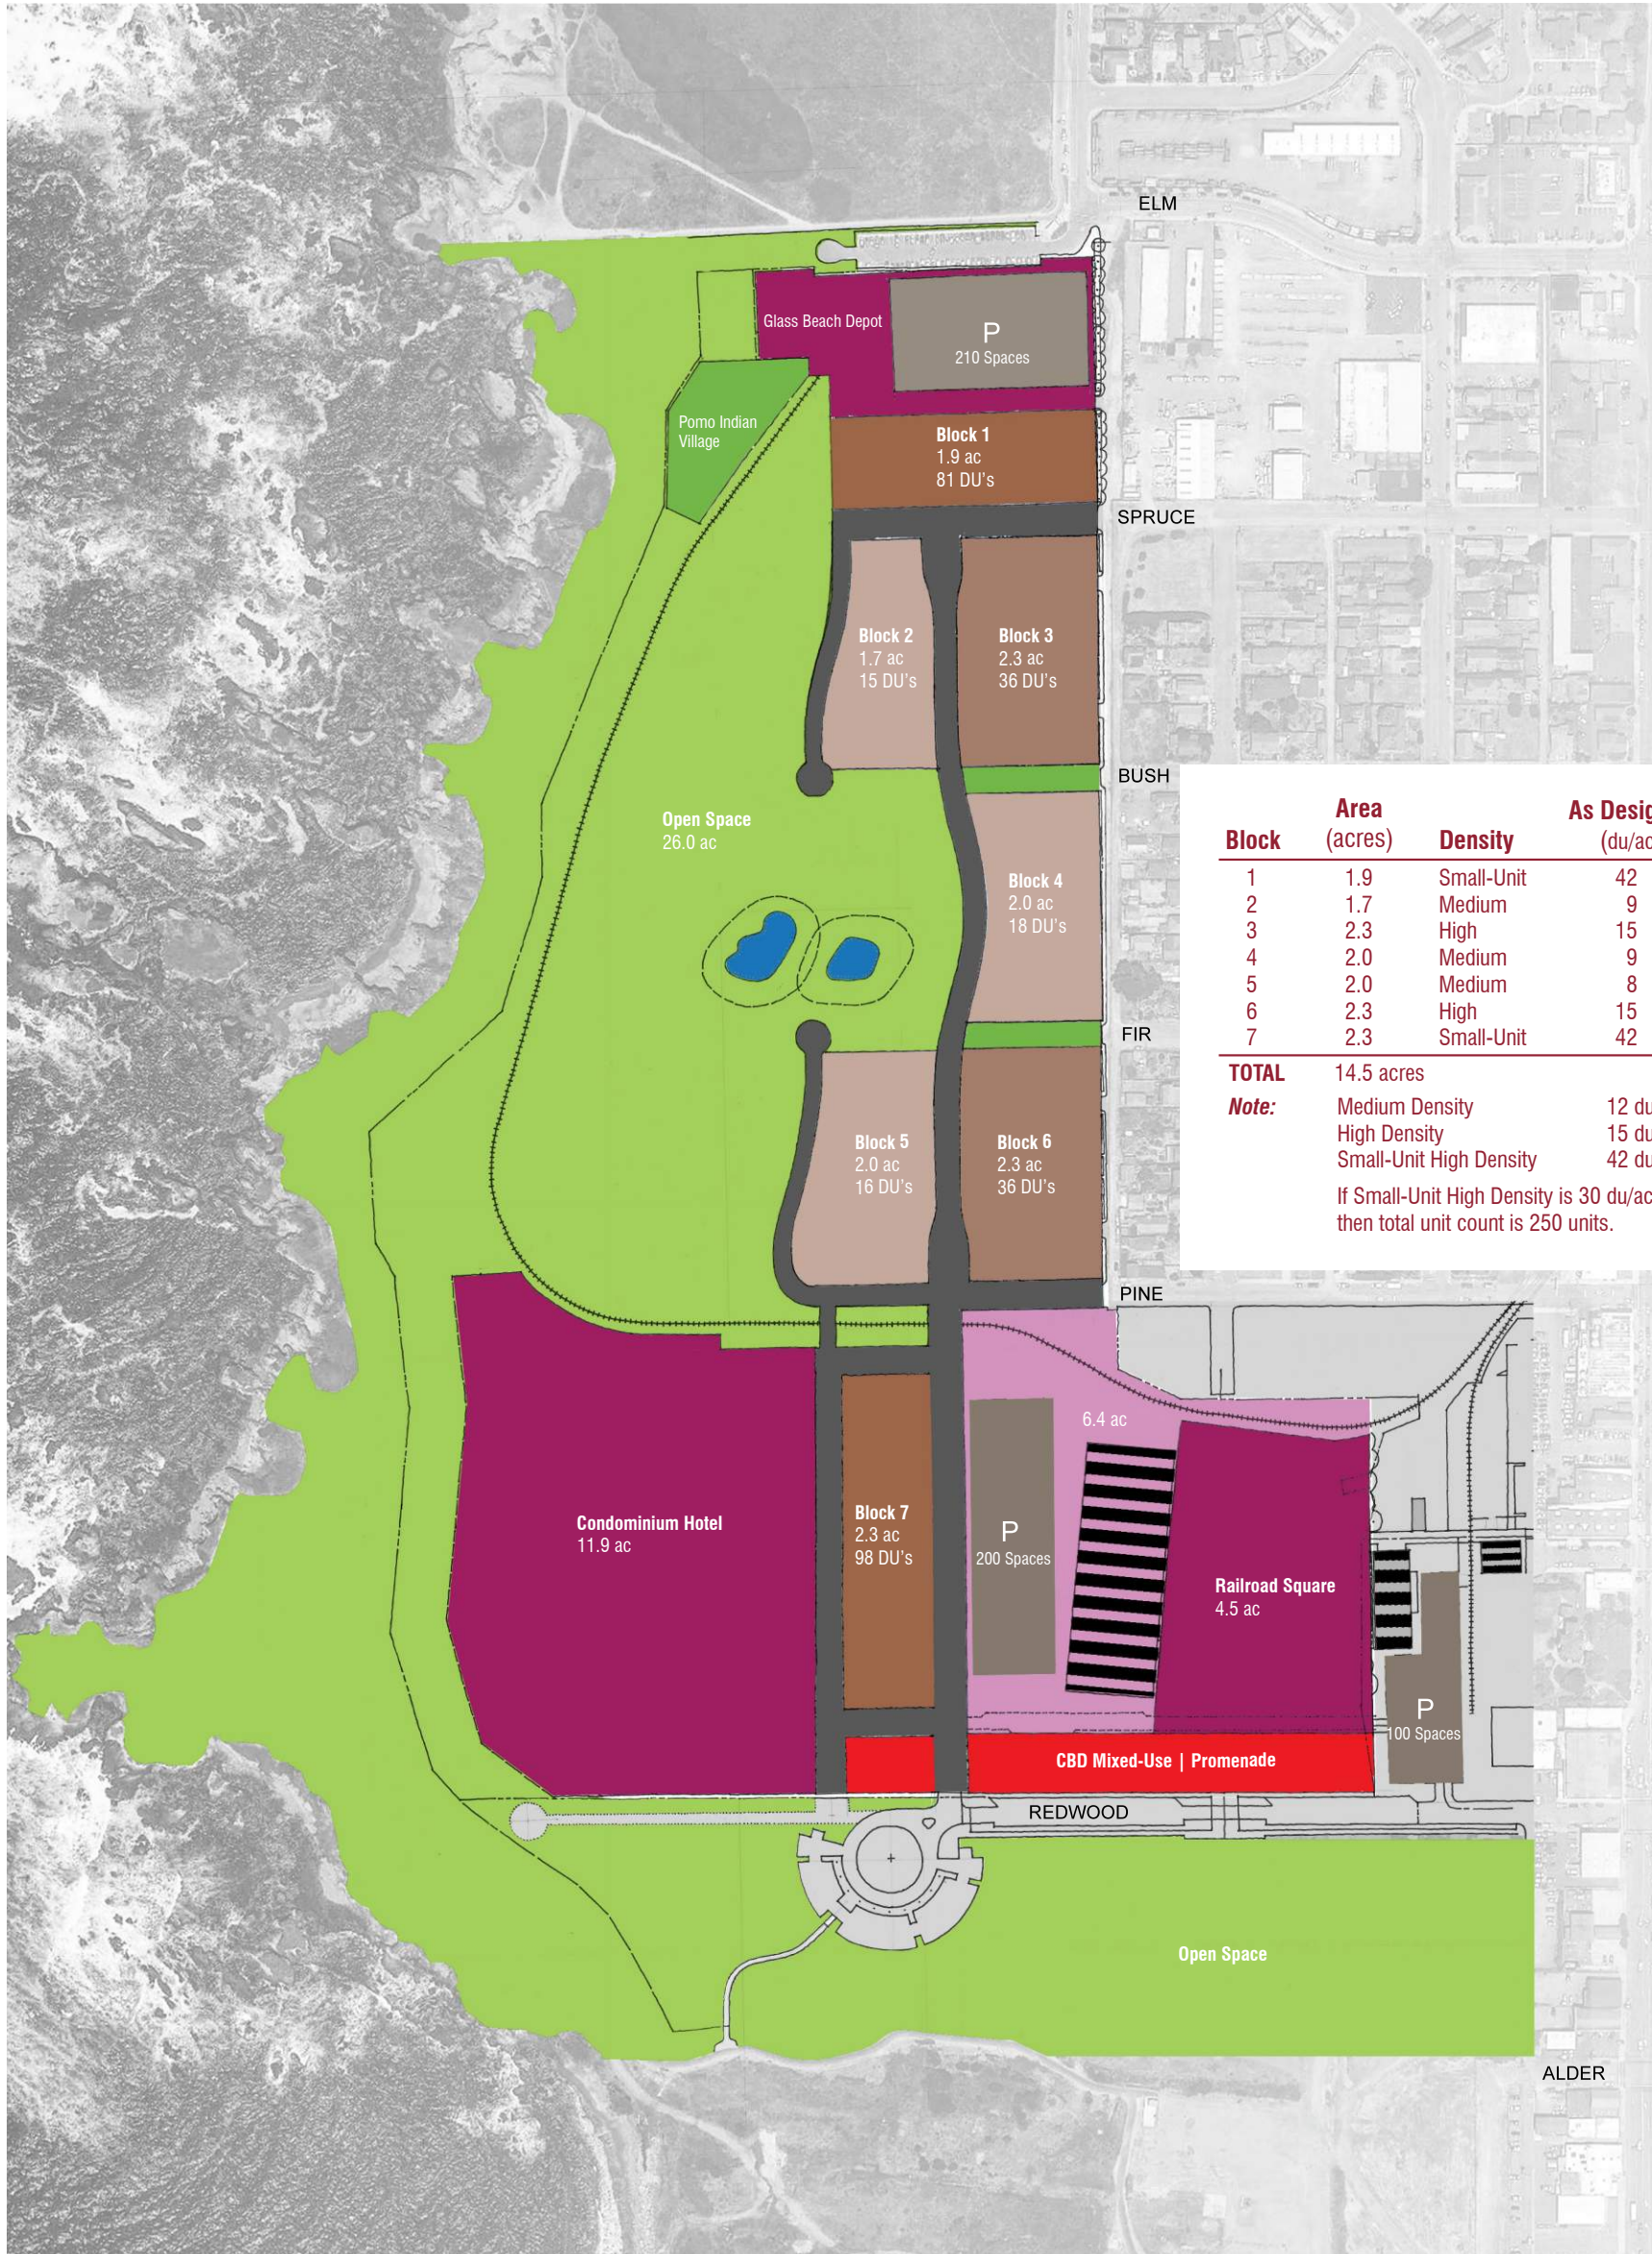 ELM
Glass Beach Depot
P
210 Spaces
Pomo Indian
Village
Block 1
1.9 ac
81 DU's
SPRUCE
Block 2
1.7 ac
15 DU's
Block 3
2.3 ac
36 DU's
BUSH
Open Space
26.0 ac
Block 4
2.0 ac
18 DU's
Block Area (acres) Density As Desig (du/ac
1 1.9 Small-Unit 42
2 1.7 Medium 9
3 2.3 High 15
4 2.0 Medium 9
5 2.0 Medium 8
6 2.3 High 15
7 2.3 Small-Unit 42
TOTAL 14.5 acres
Note: Medium Density 12 du
High Density 15 du
Small-Unit High Density 42 du
If Small-Unit High Density is 30 du/ac
then total unit count is 250 units.
FIR
Block 5
2.0 ac
16 DU's
Block 6
2.3 ac
36 DU's
PINE
6.4 ac
Condominium Hotel
11.9 ac
Block 7
2.3 ac
98 DU's
P
200 Spaces
Railroad Square
4.5 ac
P
100 Spaces
CBD Mixed-Use | Promenade
REDWOOD
Open Space
ALDER